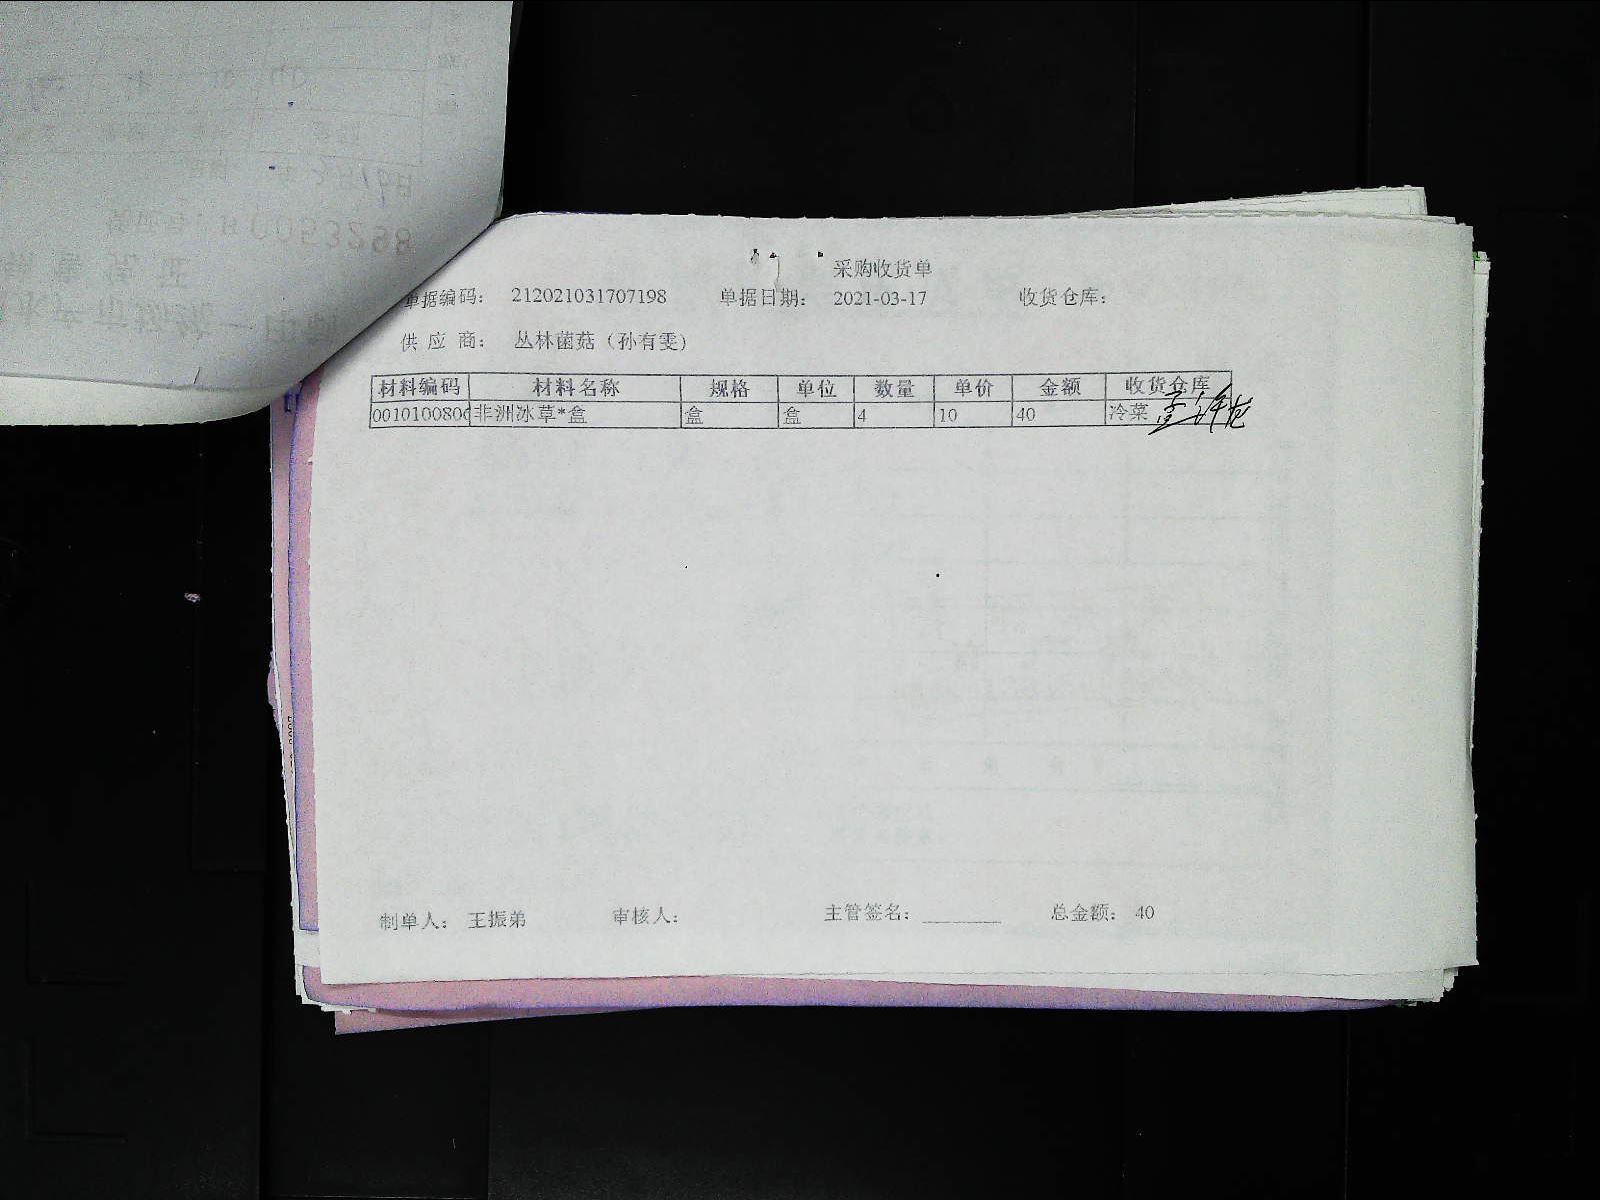 采购收货单
单据编码： 212021031707198 单据日期： 2021-03-17 收货仓库：
供 应 商： 丛林菌菇（孙有雯）
材料编码 材料名称 规格 单位 数量 单价 金额 收货仓库
001010080 非洲冰草*盒 盒 盒 4 10 40 冷菜
制单人： 王振弟 审核人： 主管签名： 总金额： 40